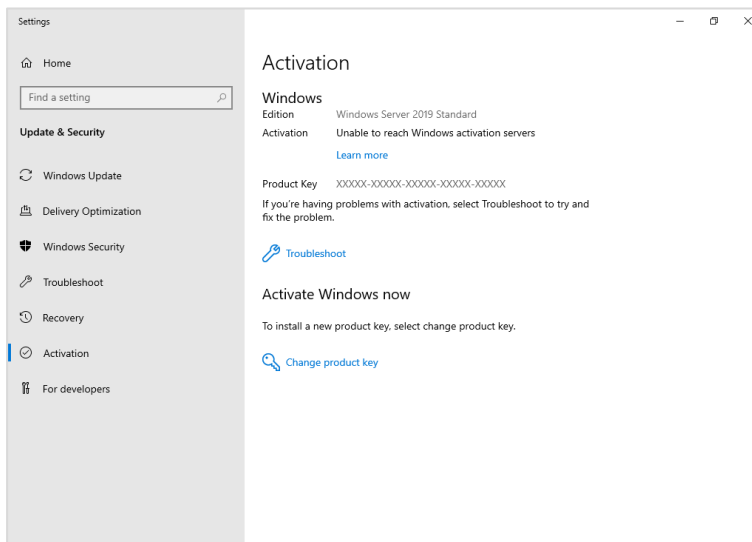 Settings
Home
Find a setting
Update & Security
Windows Update
Delivery Optimization
Windows Security
Troubleshoot
Recovery
Activation
For developers
Activation
Windows
Edition Windows Server 2019 Standard
Activation Unable to reach Windows activation servers
Learn more
Product Key XXXXX-XXXXX-XXXXX-XXXXX-XXXXX
If you're having problems with activation, select Troubleshoot to try and
fix the problem.
Troubleshoot
Activate Windows now
To install a new product key, select change product key.
Change product key